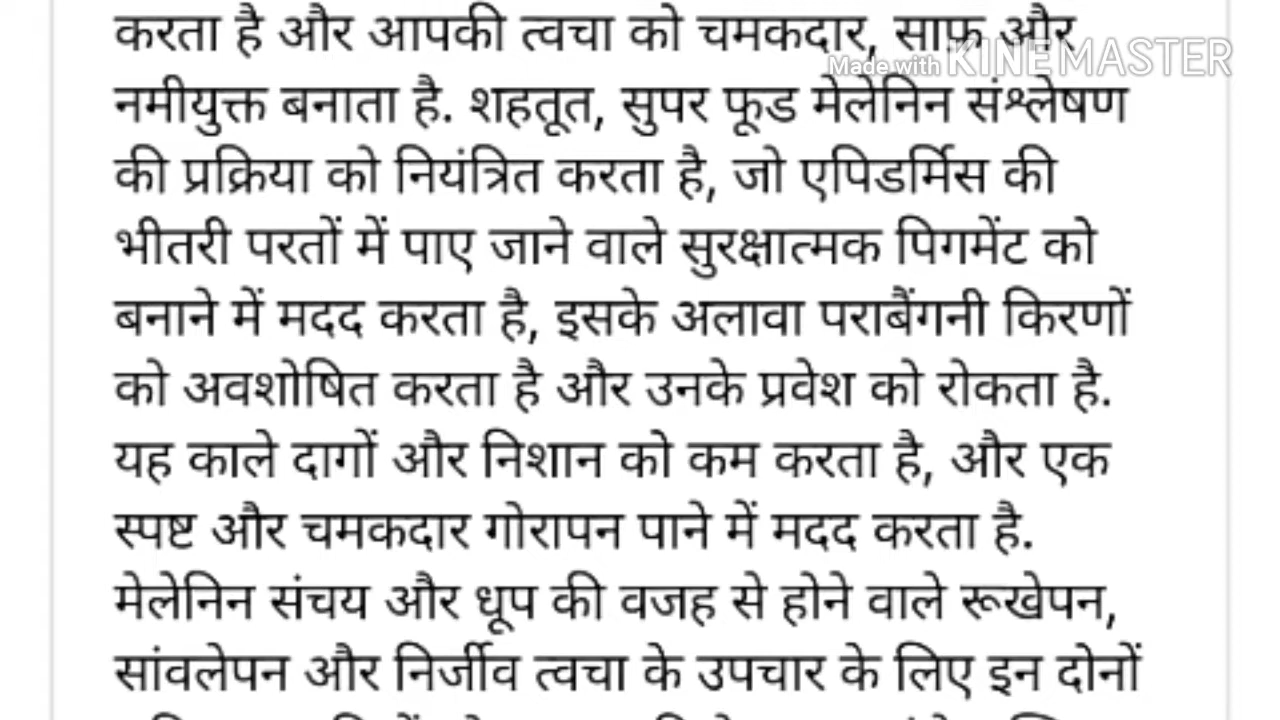 करता है और आपकी त्वचा को चमकदार, साफ और
Made with KINEMASTER
नमीयुक्त बनाता है. शहतूत, सुपर फूड मेलेनिन संश्लेषण
की प्रक्रिया को नियंत्रित करता है, जो एपिडर्मिस की
भीतरी परतों में पाए जाने वाले सुरक्षात्मक पिगमेंट को
बनाने में मदद करता है, इसके अलावा पराबैंगनी किरणों
को अवशोषित करता है और उनके प्रवेश को रोकता है.
यह काले दागों और निशान को कम करता है, और एक
स्पष्ट और चमकदार गोरापन पाने में मदद करता है.
मेलेनिन संचय और धूप की वजह से होने वाले रूखेपन,
सांवलेपन और निर्जीव त्वचा के उपचार के लिए इन दोनों